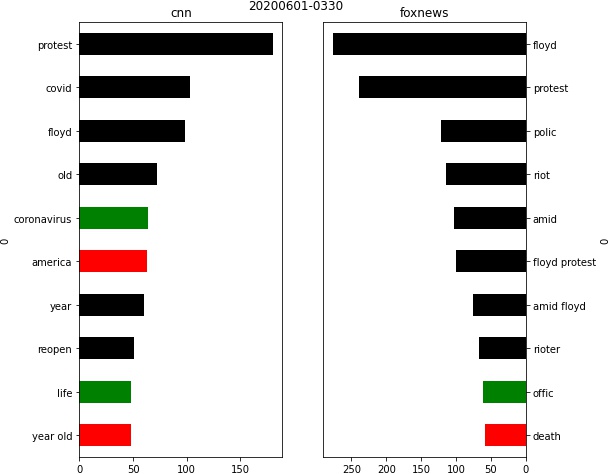 20200601-0330
cnn
foxnews
protest
covid
floyd
old
coronavirus
america
year
reopen
life
year old
0
0 50 100 150
floyd
protest
polic
riot
amid
floyd protest
amid floyd
rioter
offic
death
0
250 200 150 100 50 0